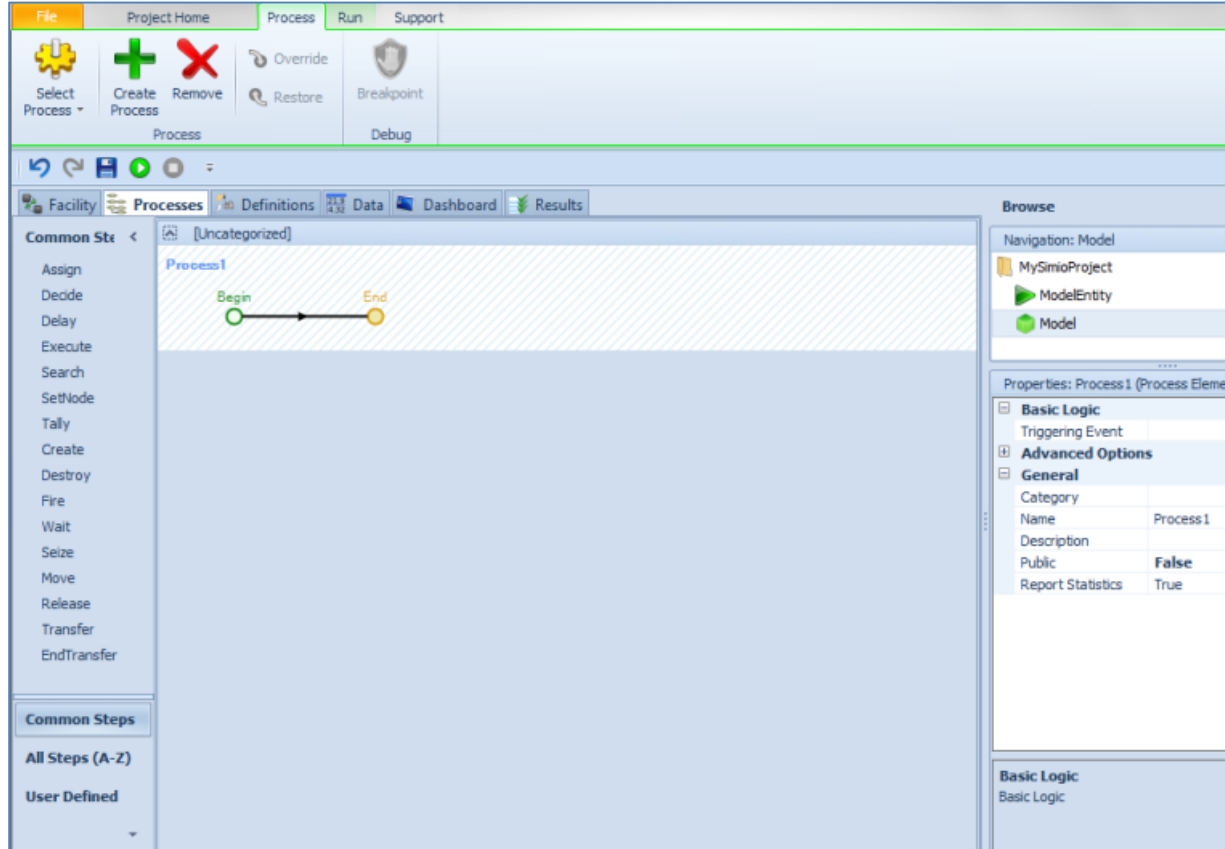 File Project Home Process Run Support
Select Process
Create Process
Remove
Override
Restore
Breakpoint
Process
Debug
Facility Processes Definitions Data Dashboard Results
Common Ste
Assign
Decide
Delay
Execute
Search
SetNode
Tally
Create
Destroy
Fire
Wait
Seize
Move
Release
Transfer
EndTransfer
Common Steps
All Steps (A-Z)
User Defined
[Uncategorized]
Process1
Begin End
Browse
Navigation: Model
MySimioProject
ModelEntity
Model
Properties: Process1 (Process Eleme
Basic Logic
Triggering Event
Advanced Options
General
Category
Name Process1
Description
Public False
Report Statistics True
Basic Logic
Basic Logic